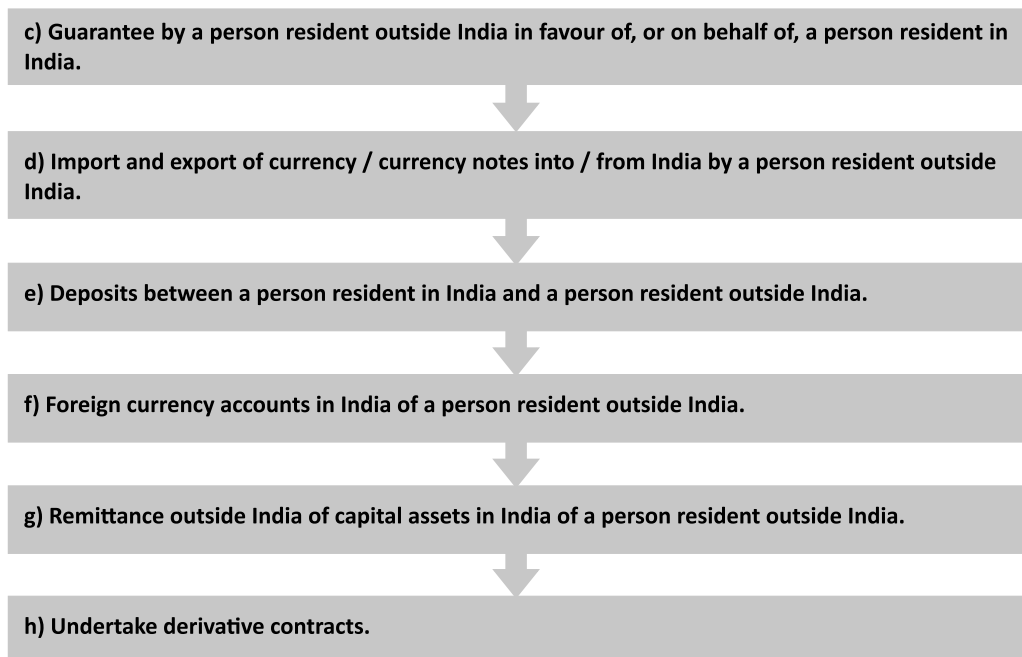 c) Guarantee by a person resident outside India in favour of, or on behalf of, a person resident in
India.
d) Import and export of currency / currency notes into / from India by a person resident outside
India.
e) Deposits between a person resident in India and a person resident outside India.
f) Foreign currency accounts in India of a person resident outside India.
g) Remittance outside India of capital assets in India of a person resident outside India.
h) Undertake derivative contracts.